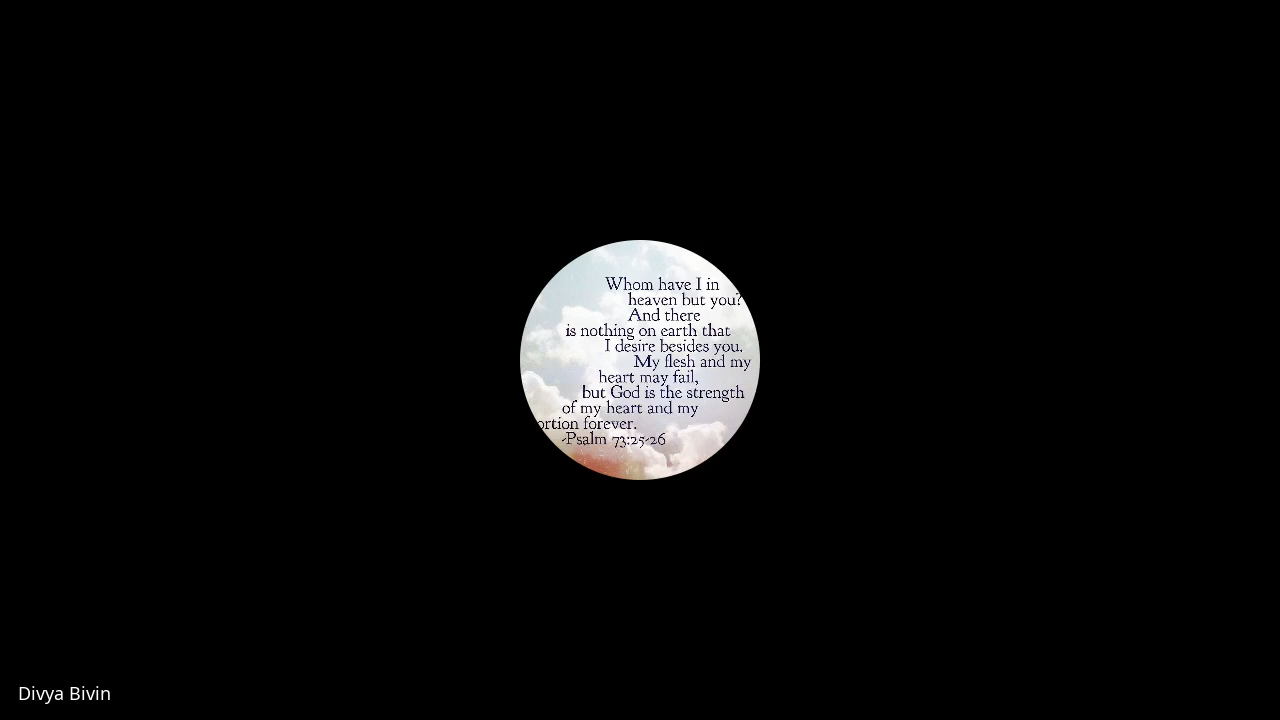 Whom have I in
heaven but you?
And there
is nothing on earth that
I desire besides you.
My flesh and my
heart may fail,
but God is the strength
of my heart and my
ortion forever.
-Psalm 73:25-26
Divya Bivin